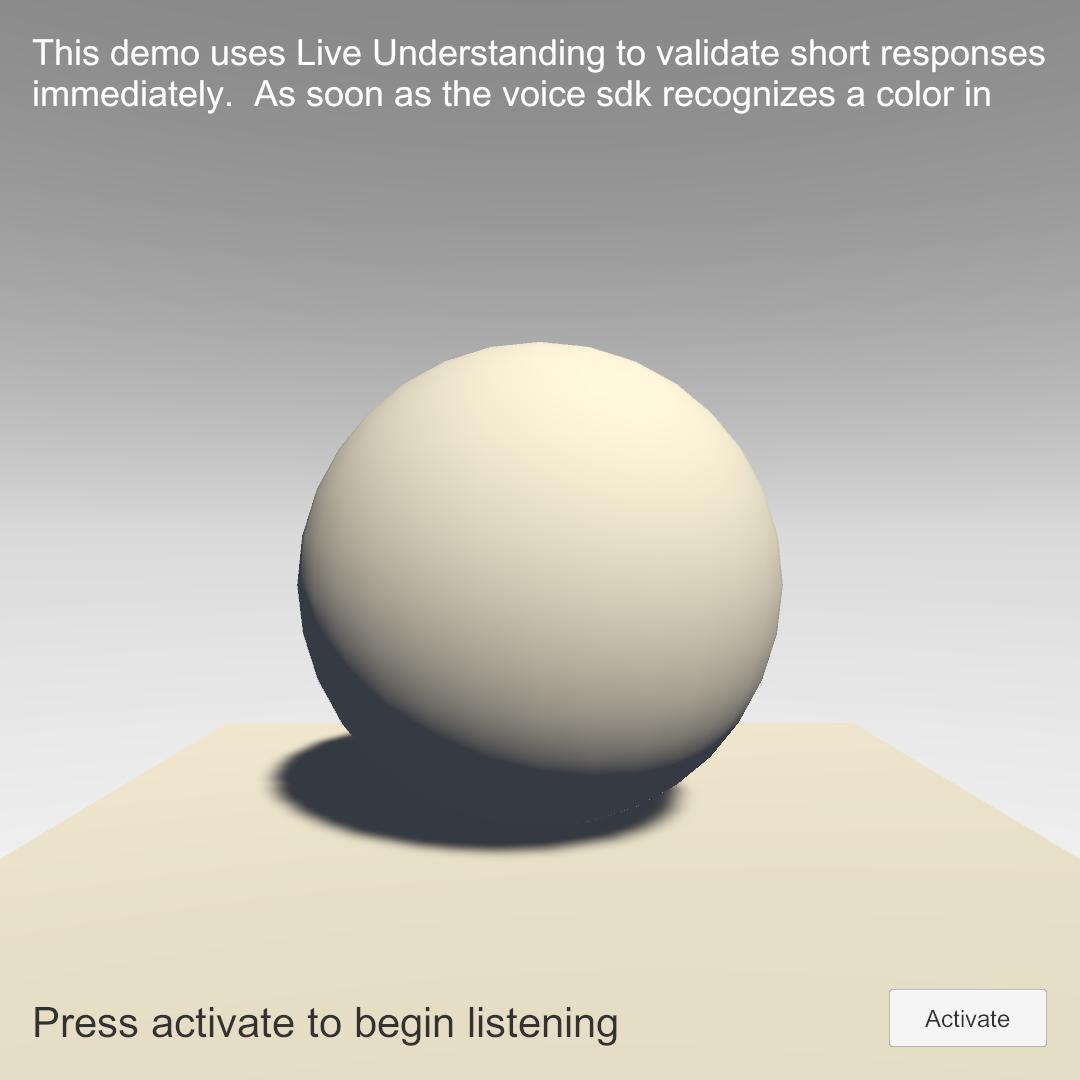 This demo uses Live Understanding to validate short responses
immediately.  As soon as the voice sdk recognizes a color in
Press activate to begin listening
Activate